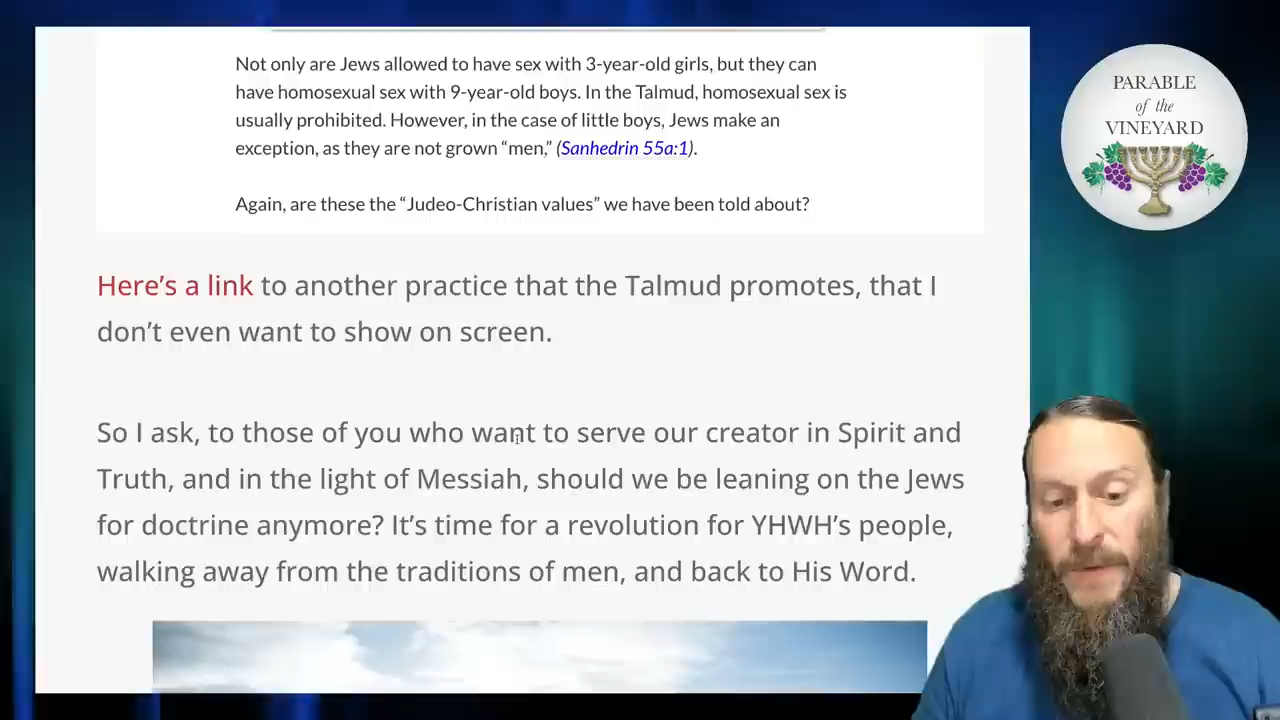 Not only are Jews allowed to have sex with 3-year-old girls, but they can
have homosexual sex with 9-year-old boys. In the Talmud, homosexual sex is
usually prohibited. However, in the case of little boys, Jews make an
exception, as they are not grown “men,” (Sanhedrin 55a:1).
Again, are these the “Judeo-Christian values” we have been told about?
Here’s a link to another practice that the Talmud promotes, that I
don’t even want to show on screen.
So I ask, to those of you who want to serve our creator in Spirit and
Truth, and in the light of Messiah, should we be leaning on the Jews
for doctrine anymore? It’s time for a revolution for YHWH’s people,
walking away from the traditions of men, and back to His Word.
PARABLE
of the
VINEYARD